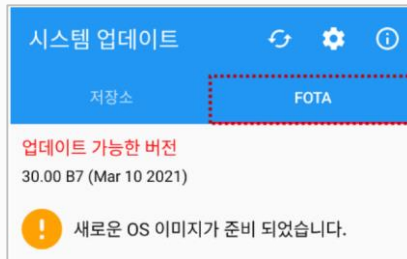 시스템 업데이트
저장소
FOTA
업데이트 가능한 버전
30.00 B7 (Mar 10 2021)
새로운 OS 이미지가 준비 되었습니다.